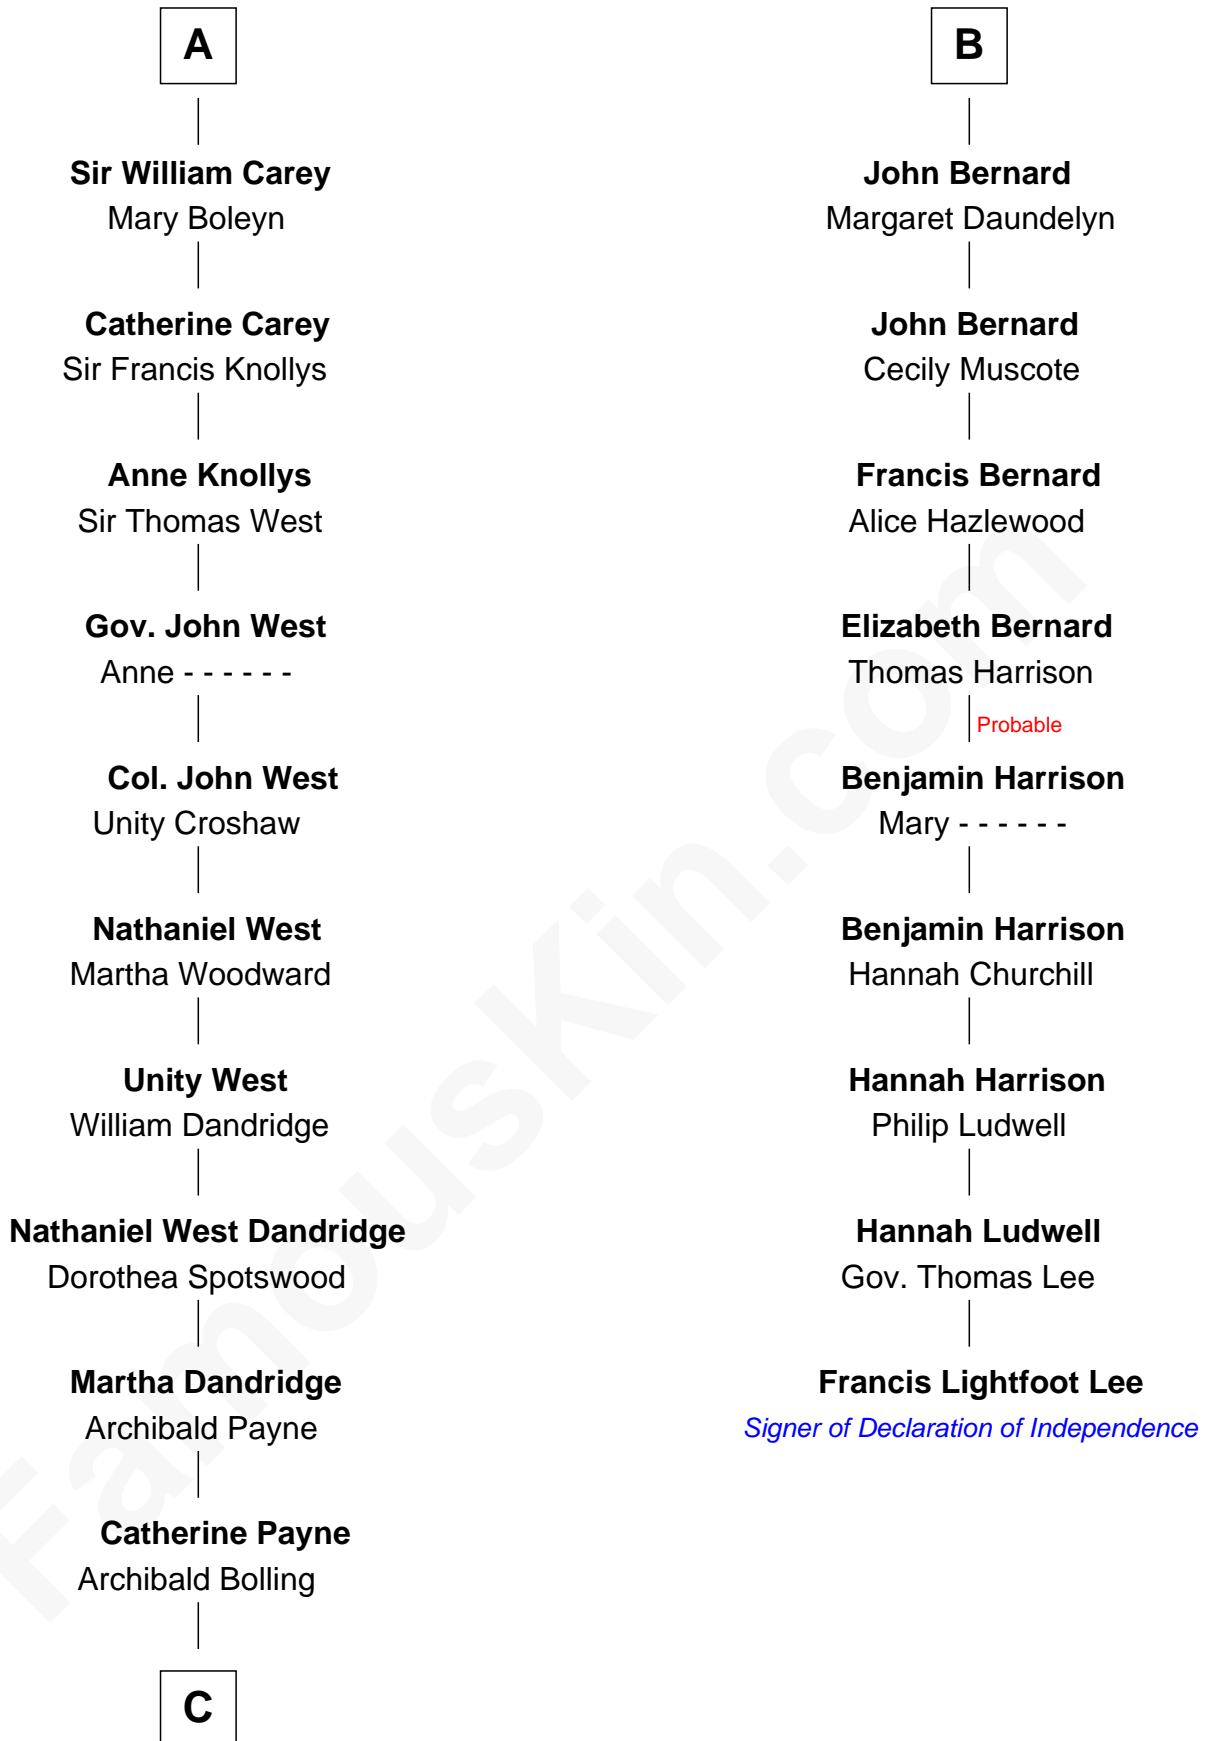 A
Sir William Carey
Mary Boleyn
Catherine Carey
Sir Francis Knollys
Anne Knollys
Sir Thomas West
Gov. John West
Anne - - - - - -
Col. John West
Unity Croshaw
Nathaniel West
Martha Woodward
Unity West
William Dandridge
Nathaniel West Dandridge
Dorothea Spotswood
Martha Dandridge
Archibald Payne
Catherine Payne
Archibald Bolling
C
B
John Bernard
Margaret Daundelyn
John Bernard
Cecily Muscote
Francis Bernard
Alice Hazlewood
Elizabeth Bernard
Thomas Harrison
Probable
Benjamin Harrison
Mary - - - - - -
Benjamin Harrison
Hannah Churchill
Hannah Harrison
Philip Ludwell
Hannah Ludwell
Gov. Thomas Lee
Francis Lightfoot Lee
Signer of Declaration of Independence
FamousKin.com